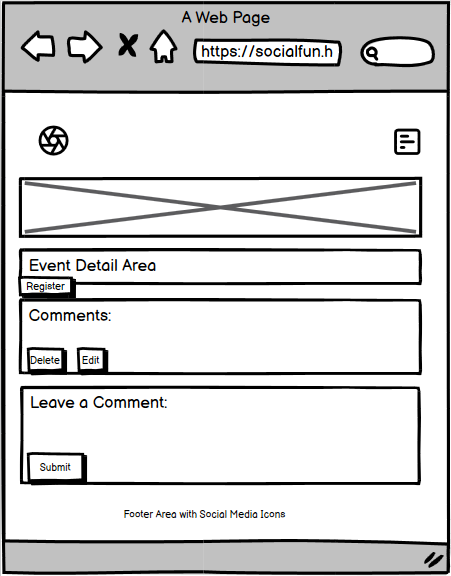 A Web Page
https://socialfun.h
Event Detail Area
Register
Comments:
Delete Edit
Leave a Comment:
Submit
Footer Area with Social Media Icons